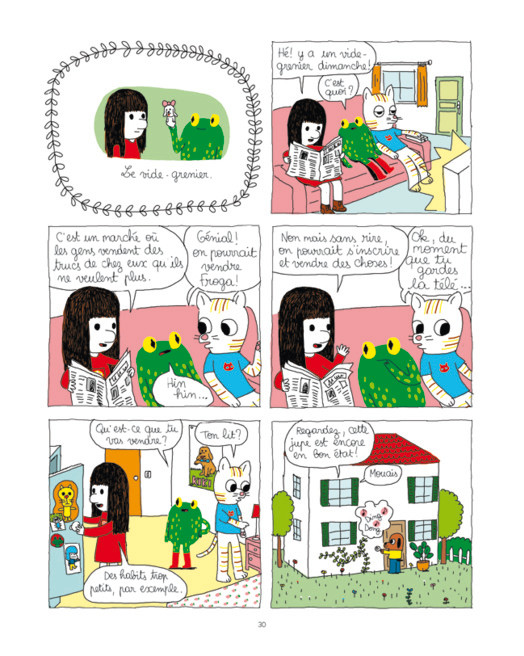 Le vide-grenier.
Hé! y a un vide-
grenier dimanche!
C'est
quoi?
C'est un marché où
les gens vendent des
trucs de chez eux qu'ils
ne veulent plus.
Génial!
on pourrait
vendre
Froga!
Hin
hin...
Non mais sans rire,
on pourrait s'inscrire
et vendre des choses!
Ok, du
moment
que tu
gardes
la télé...
Qu'est-ce que tu
vas vendre?
Ton lit?
Des habits trop
petits, par exemple.
Regardez, cette
jupe est encore
en bon état!
Mouais
Dong
30